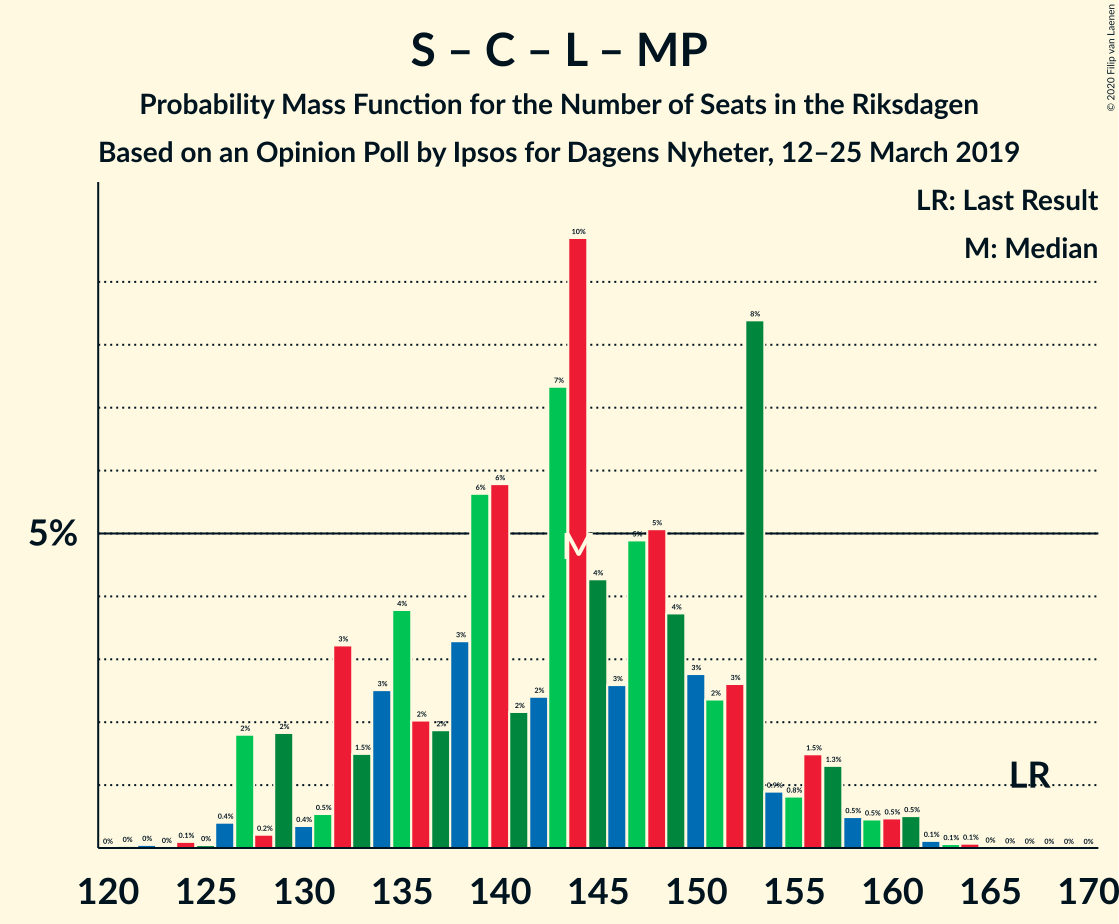 S – C – L – MP
Probability Mass Function for the Number of Seats in the Riksdagen
Based on an Opinion Poll by Ipsos for Dagens Nyheter, 12–25 March 2019
© 2020 Filip van Laenen
LR: Last Result
M: Median
5%
0% 0% 0% 0% 0.1% 0% 0.4% 2% 0.2% 2% 0.4% 0.5% 3% 1.5% 3% 4% 2% 2% 3% 6% 6% 2% 2% 7% 10% 4% 3% 5% 5% 4% 3% 2% 3% 8% 0.9% 0.8% 1.5% 1.3% 0.5% 0.5% 0.5% 0.5% 0.1% 0.1% 0.1% 0% 0% 0% 0% 0% 0%
M
LR
120 125 130 135 140 145 150 155 160 165 170